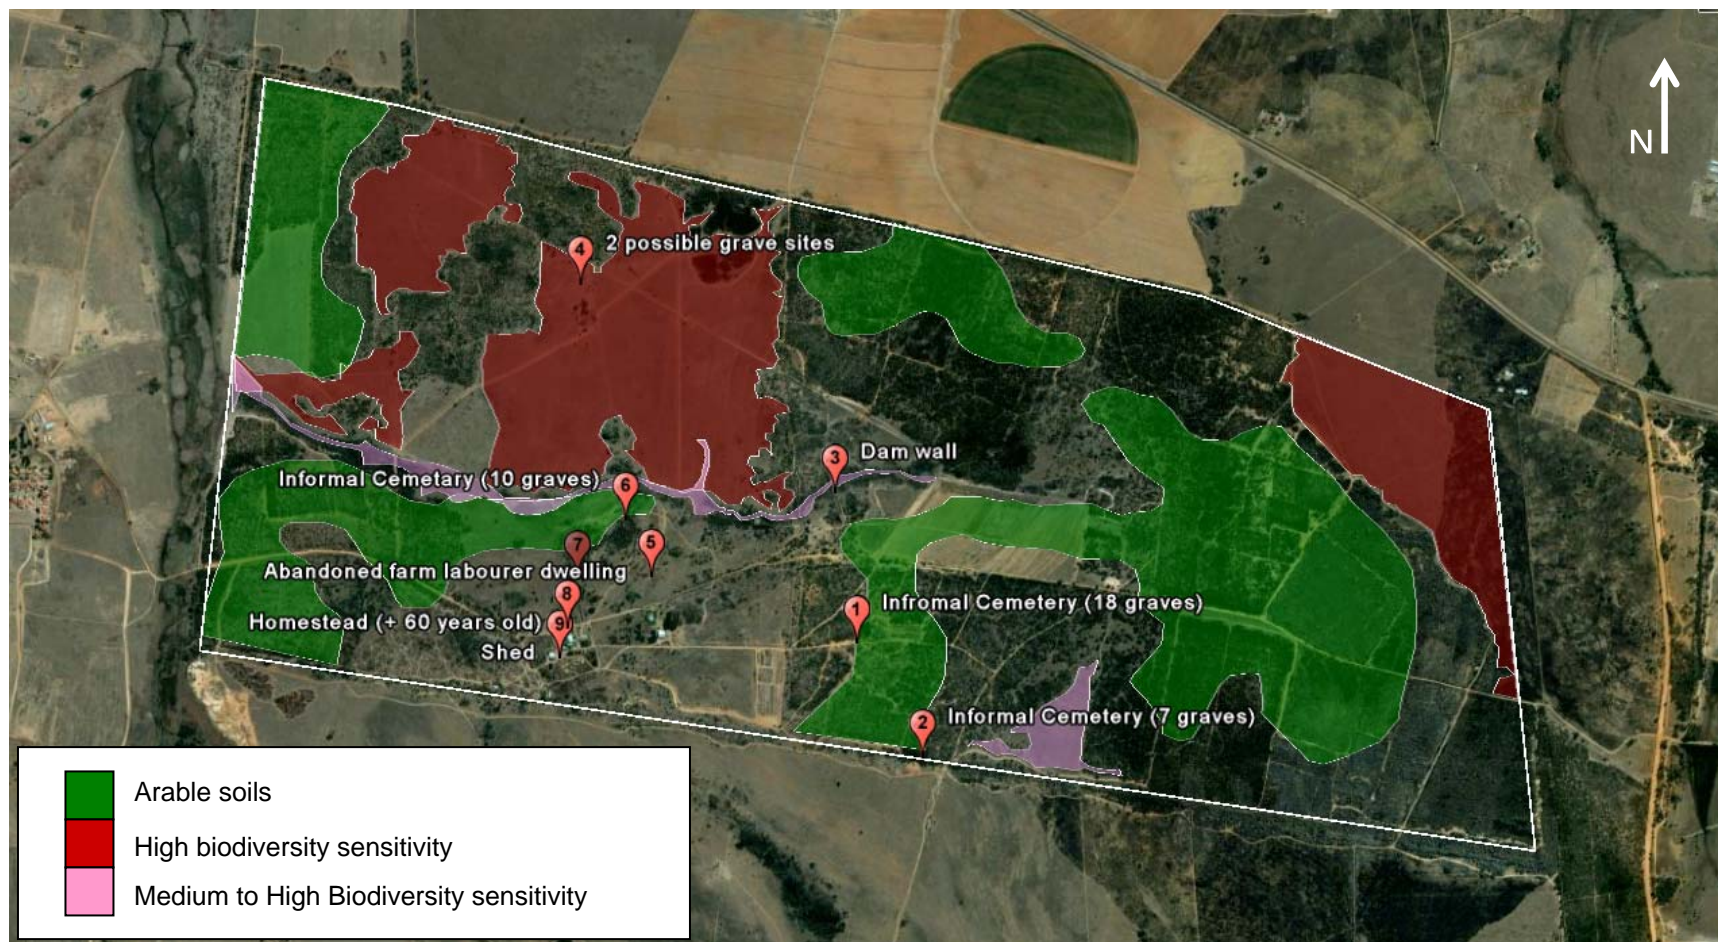 N
4
2 possible grave sites
3
Dam wall
Informal Cemetary (10 graves)
6
7
5
Abandoned farm labourer dwelling
8
1
Infromal Cemetery (18 graves)
Homestead (+ 60 years old)
9
Shed
2
Informal Cemetery (7 graves)
Arable soils
High biodiversity sensitivity
Medium to High Biodiversity sensitivity